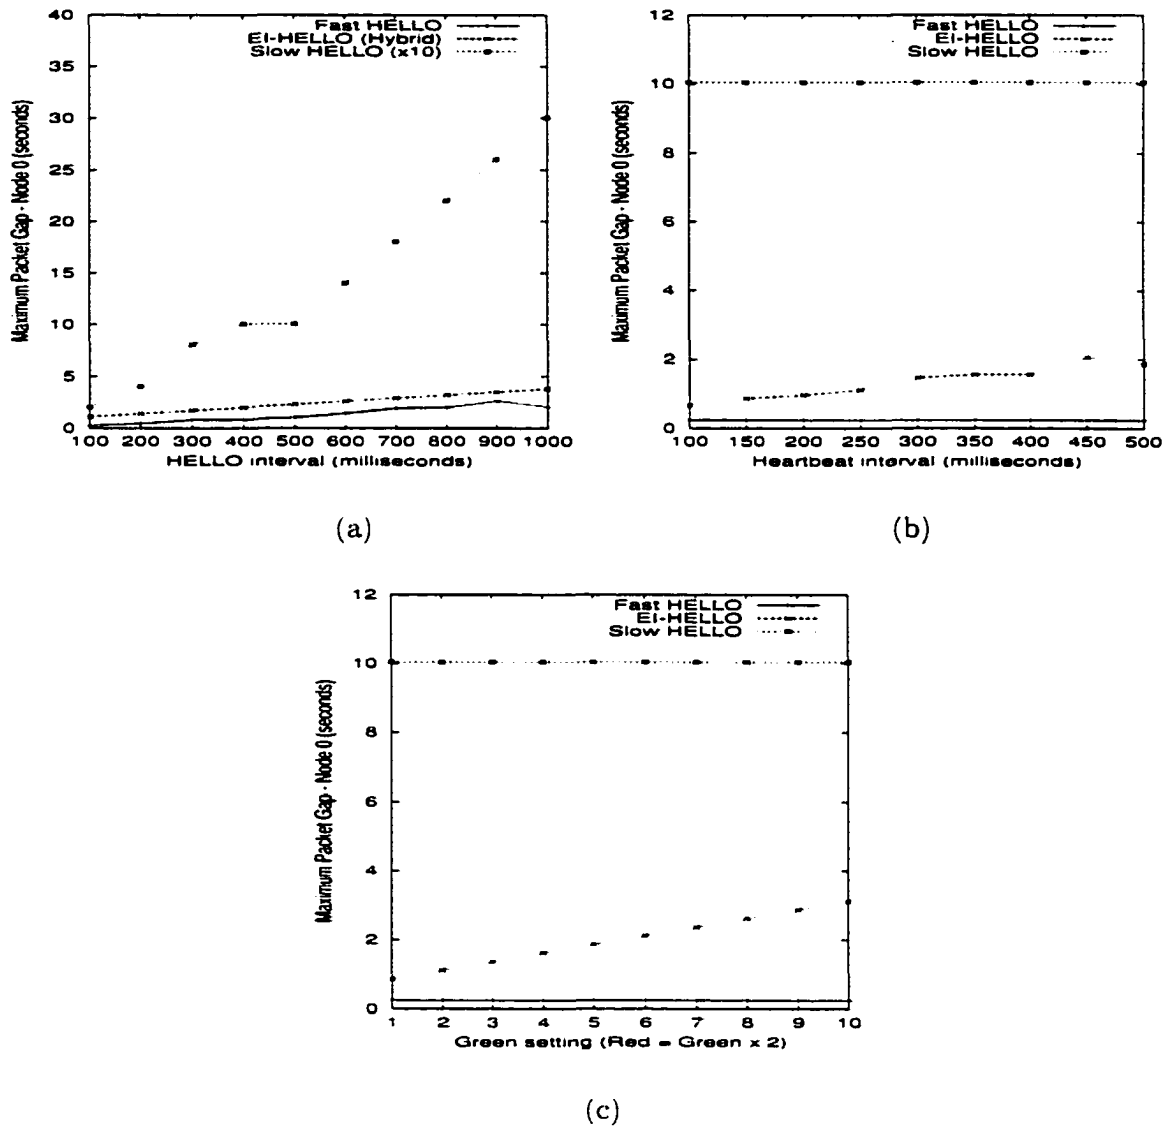 Fast HELLO
EI-HELLO (Hybrid)
Slow HELLO (x10)
40
35
30
25
20
15
10
5
0
Maximum Packet Gap - Node 0 (seconds)
100 200 300 400 500 600 700 800 900 1000
HELLO interval (milliseconds)
(a)
Fast HELLO
EI-HELLO
Slow HELLO
12
10
8
6
4
2
0
Maximum Packet Gap - Node 0 (seconds)
100 150 200 250 300 350 400 450 500
Heartbeat interval (milliseconds)
(b)
Fast HELLO
EI-HELLO
Slow HELLO
12
10
8
6
4
2
0
Maximum Packet Gap - Node 0 (seconds)
1 2 3 4 5 6 7 8 9 10
Green setting (Red = Green x 2)
(c)